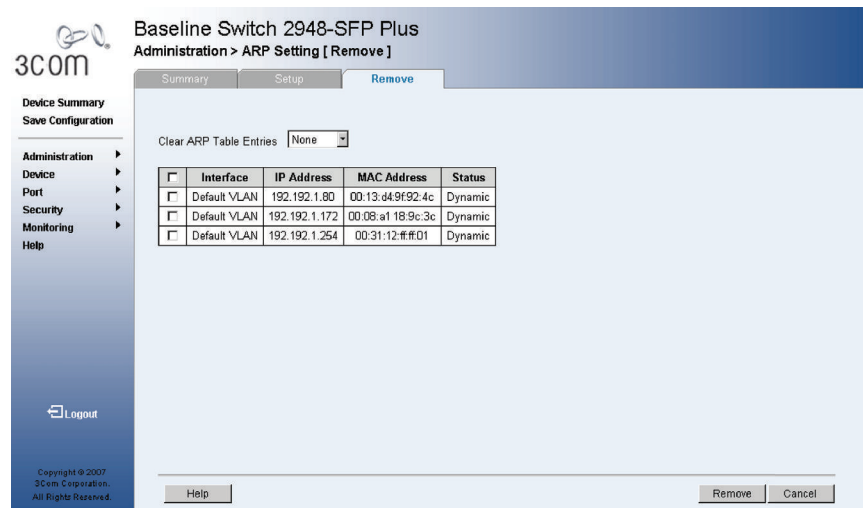 3COM
Baseline Switch 2948-SFP Plus
Administration > ARP Setting [ Remove ]
Summary Setup Remove
Device Summary
Save Configuration
Administration
Device
Port
Security
Monitoring
Help
Logout
Copyright © 2007
3Com Corporation.
All Rights Reserved.
Clear ARP Table Entries None
Interface IP Address MAC Address Status
Default VLAN 192.192.1.80 00:13:d4:9f:92:4c Dynamic
Default VLAN 192.192.1.172 00:08:a1:18:9c:3c Dynamic
Default VLAN 192.192.1.254 00:31:12:ff:ff:01 Dynamic
Help Remove Cancel